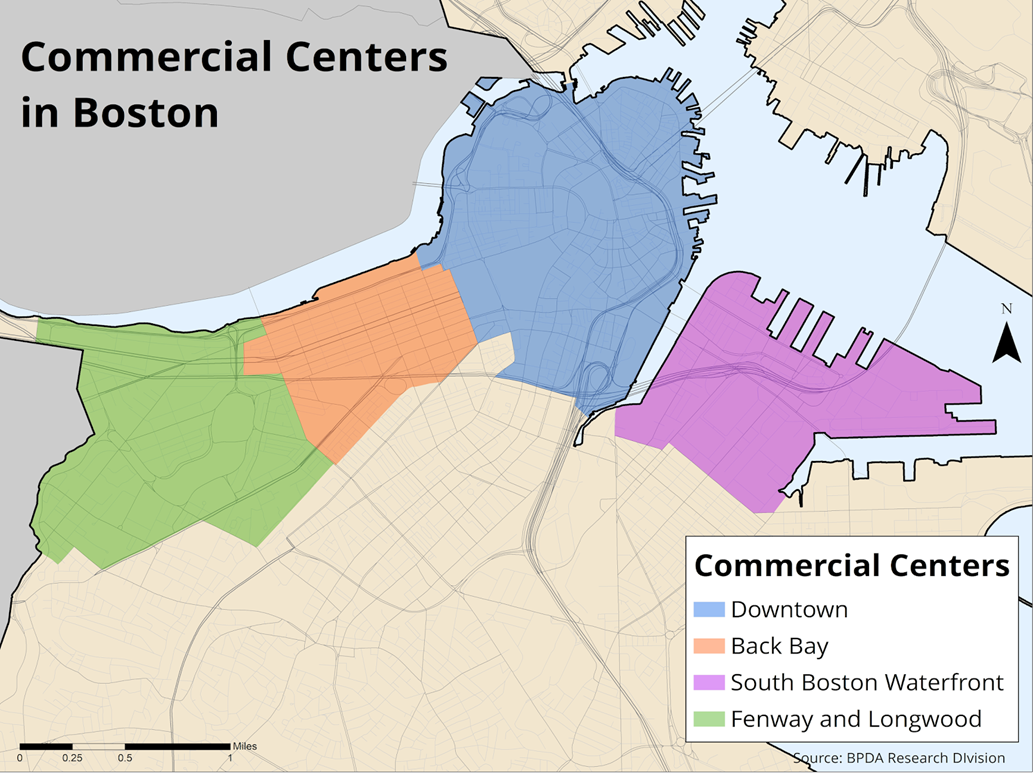 Commercial Centers
in Boston
N
Commercial Centers
Downtown
Back Bay
South Boston Waterfront
Fenway and Longwood
Miles
0 0.25 0.5 1
Source: BPDA Research DIvision